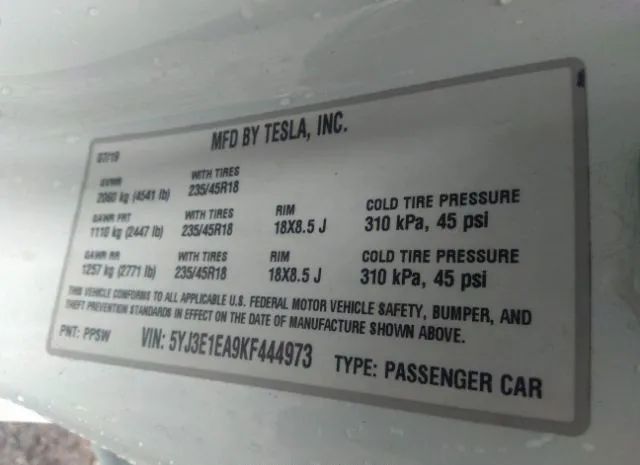 MFD BY TESLA, INC.
07/19
GVWR WITH TIRES
2060 kg (4541 lb) 235/45R18
GAWR FRT WITH TIRES RIM COLD TIRE PRESSURE
1110 kg (2447 lb) 235/45R18 18X8.5 J 310 kPa, 45 psi
GAWR RR WITH TIRES RIM COLD TIRE PRESSURE
1257 kg (2771 lb) 235/45R18 18X8.5 J 310 kPa, 45 psi
THIS VEHICLE CONFORMS TO ALL APPLICABLE U.S. FEDERAL MOTOR VEHICLE SAFETY, BUMPER, AND
THEFT PREVENTION STANDARDS IN EFFECT ON THE DATE OF MANUFACTURE SHOWN ABOVE.
PNT: PPSW VIN: 5YJ3E1EA9KF444973 TYPE: PASSENGER CAR